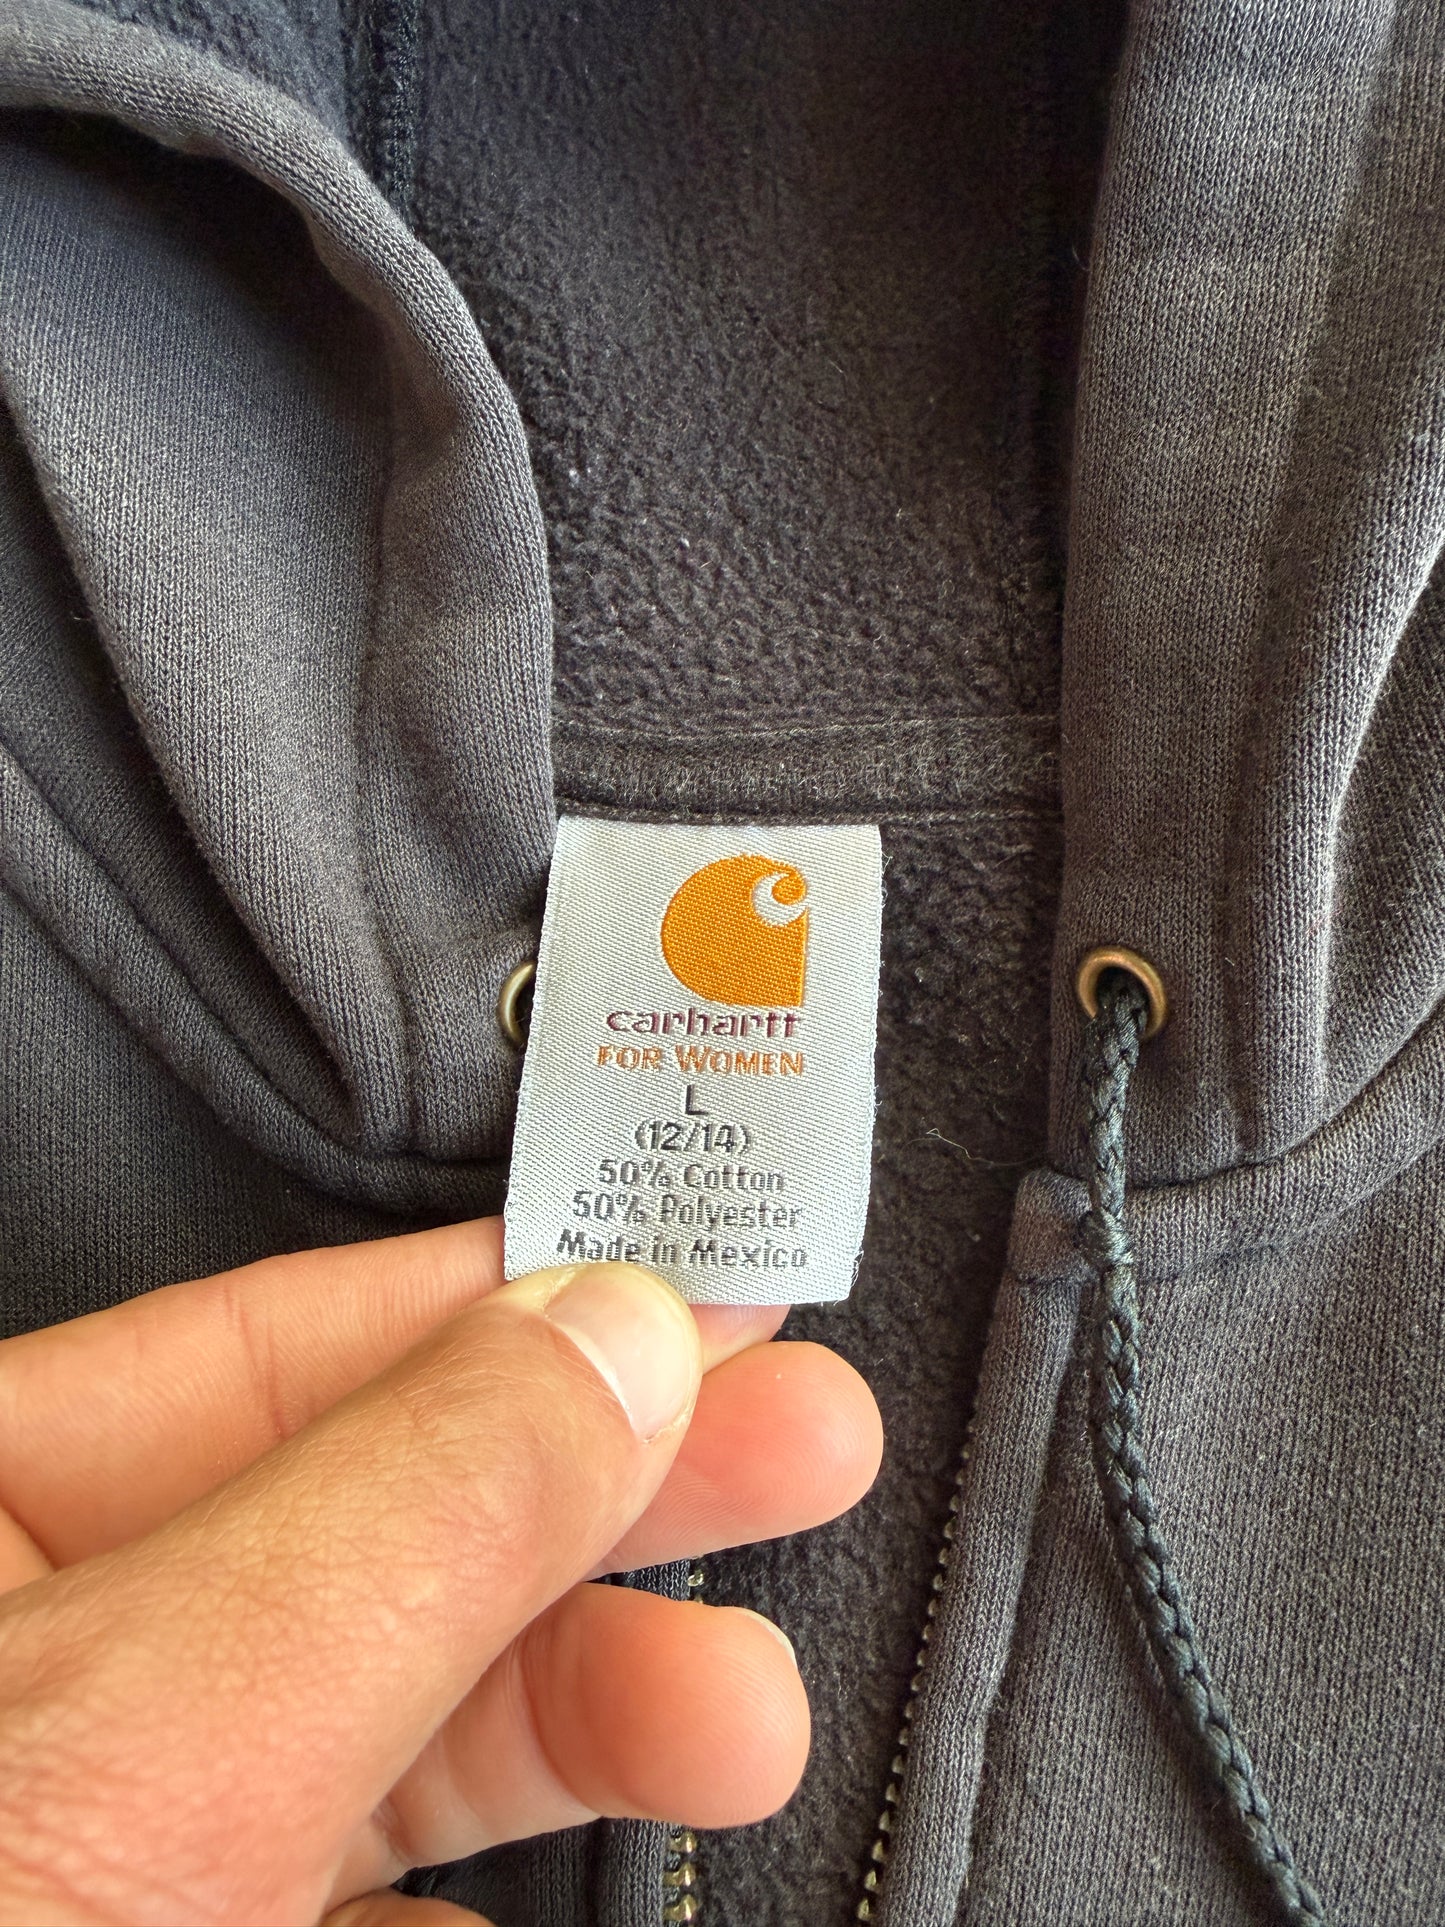 carhartt
FOR WOMEN
L
(12/14)
50% Cotton
50% Polyester
Made in Mexico